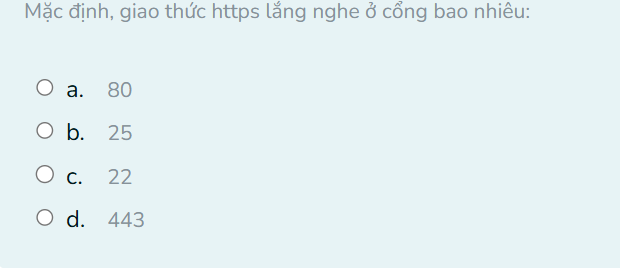 Mặc định, giao thức https lắng nghe ở cổng bao nhiêu:
a. 80
b. 25
c. 22
d. 443